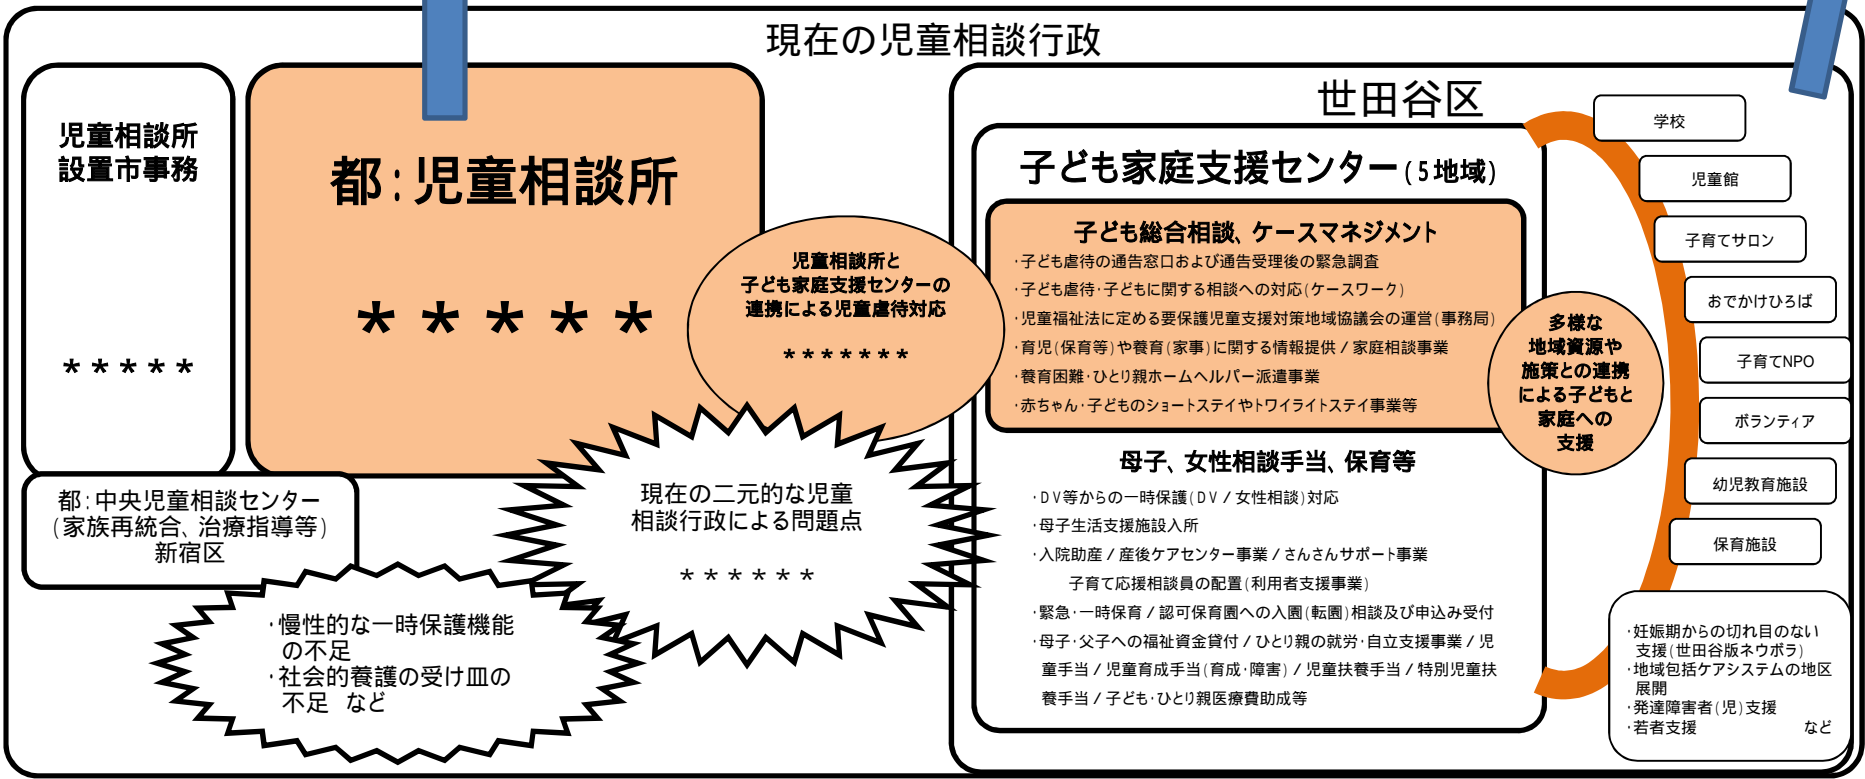 現在の児童相談行政
児童相談所
設置市事務
*****
都:児童相談所
*****
都:中央児童相談センター
(家族再統合、治療指導等)
新宿区
・慢性的な一時保護機能
の不足
・社会的養護の受け皿の
不足 など
児童相談所と
子ども家庭支援センターの
連携による児童虐待対応
*******
現在の二元的な児童
相談行政による問題点
******
世田谷区
子ども家庭支援センター(5地域)
子ども総合相談、ケースマネジメント
・子ども虐待の通告窓口および通告受理後の緊急調査
・子ども虐待・子どもに関する相談への対応(ケースワーク)
・児童福祉法に定める要保護児童支援対策地域協議会の運営(事務局)
・育児(保育等)や養育(家事)に関する情報提供/家庭相談事業
・養育困難・ひとり親ホームヘルパー派遣事業
・赤ちゃん・子どものショートステイやトワイライトステイ事業等
母子、女性相談手当、保育等
・DV等からの一時保護(DV/女性相談)対応
・母子生活支援施設入所
・入院助産/産後ケアセンター事業/さんさんサポート事業
子育て応援相談員の配置(利用者支援事業)
・緊急・一時保育/認可保育園への入園(転園)相談及び申込み受付
・母子・父子への福祉資金貸付/ひとり親の就労・自立支援事業/児
童手当/児童育成手当(育成・障害)/児童扶養手当/特別児童扶
養手当/子ども・ひとり親医療費助成等
多様な
地域資源や
施策との連携
による子どもと
家庭への
支援
学校
児童館
子育てサロン
おでかけひろば
子育てNPO
ボランティア
幼児教育施設
保育施設
・妊娠期からの切れ目のない
支援(世田谷版ネウボラ)
・地域包括ケアシステムの地区
展開
・発達障害者(児)支援
・若者支援 など